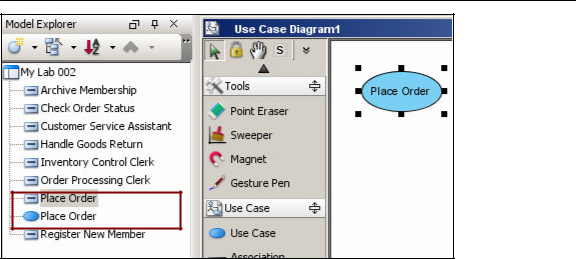 Model Explorer
My Lab 002
Archive Membership
Check Order Status
Customer Service Assistant
Handle Goods Return
Inventory Control Clerk
Order Processing Clerk
Place Order
Place Order
Register New Member
Use Case Diagram1
S
Tools
Point Eraser
Sweeper
Magnet
Gesture Pen
Use Case
Use Case
Association
Place Order